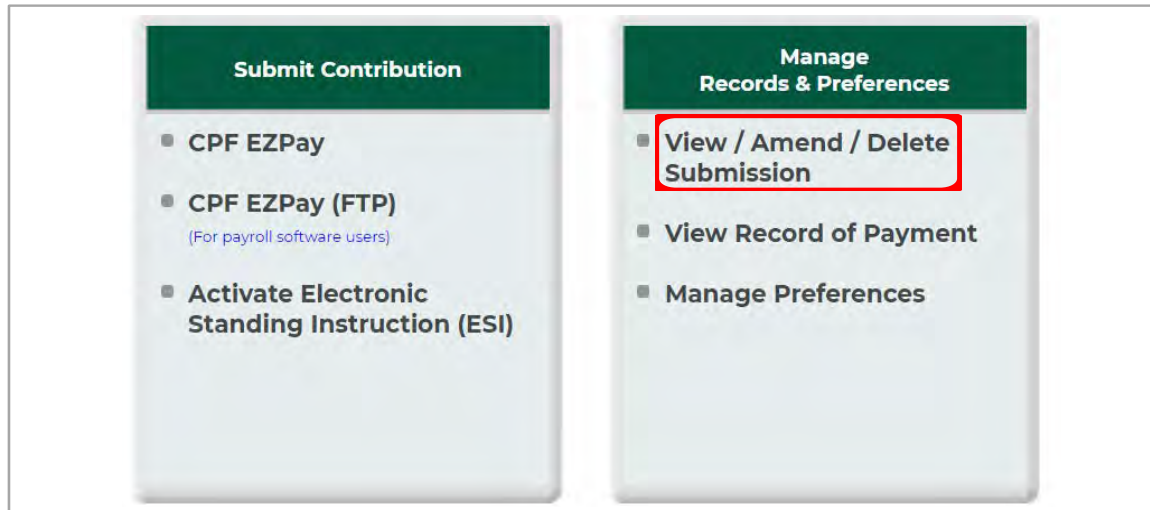 Submit Contribution
CPF EZPay
CPF EZPay (FTP)
(For payroll software users)
Activate Electronic
Standing Instruction (ESI)
Manage
Records & Preferences
View / Amend / Delete
Submission
View Record of Payment
Manage Preferences